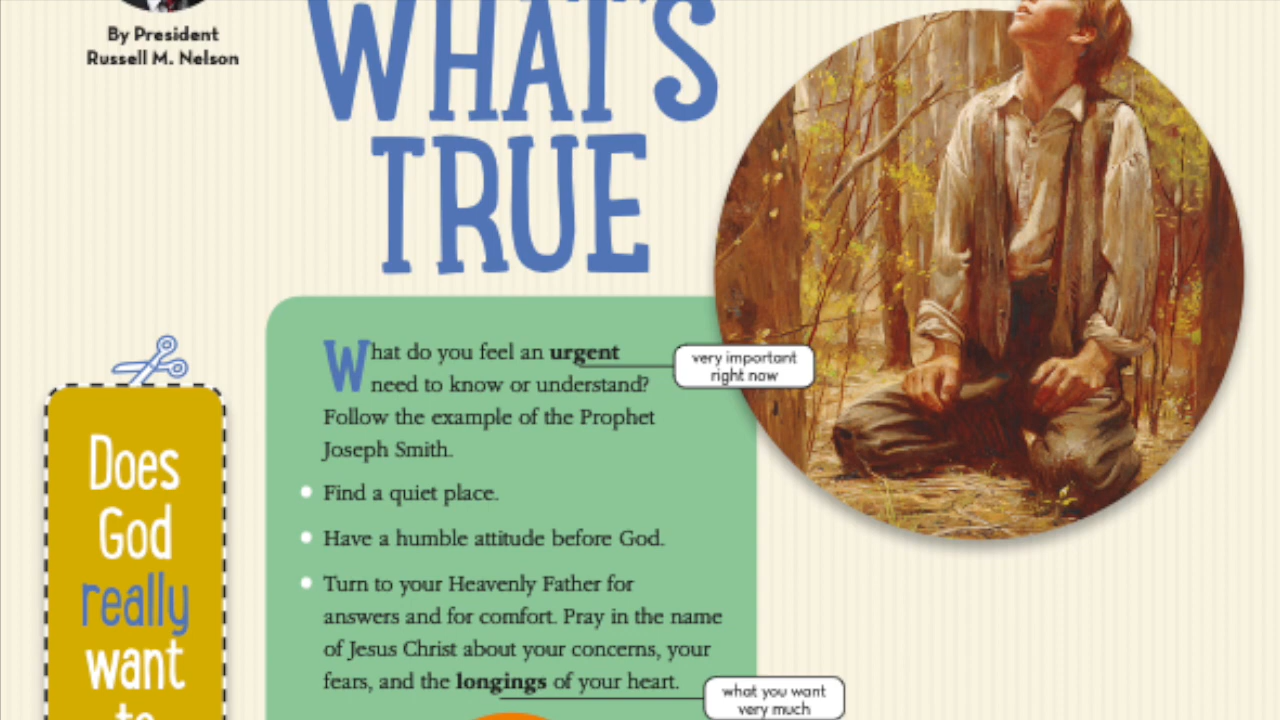 By President
Russell M. Nelson
WHAT'S
TRUE
What do you feel an urgent
need to know or understand?
Follow the example of the Prophet
Joseph Smith.
very important
right now
Find a quiet place.
Have a humble attitude before God.
Turn to your Heavenly Father for
answers and for comfort. Pray in the name
of Jesus Christ about your concerns, your
fears, and the longings of your heart.
what you want
very much
Does
God
really
want
to